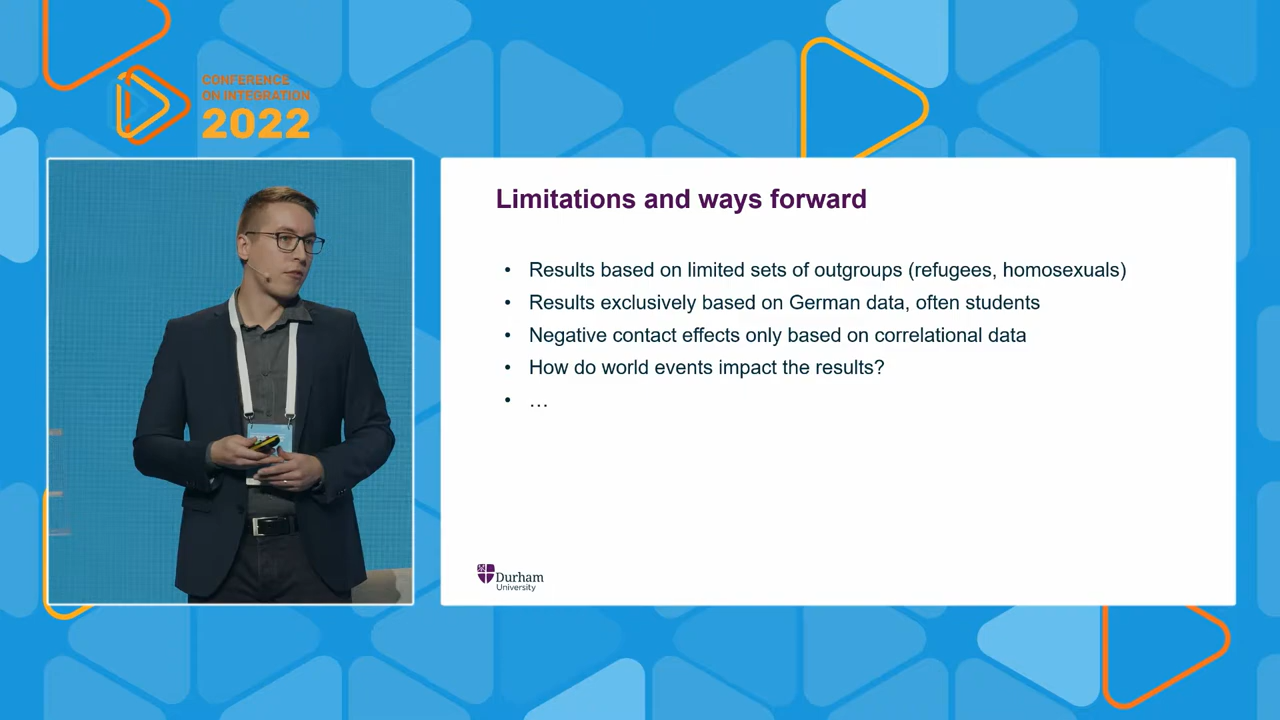 CONFERENCE
ON INTEGRATION
2022
Limitations and ways forward
• Results based on limited sets of outgroups (refugees, homosexuals)
• Results exclusively based on German data, often students
• Negative contact effects only based on correlational data
• How do world events impact the results?
• …
Durham
University